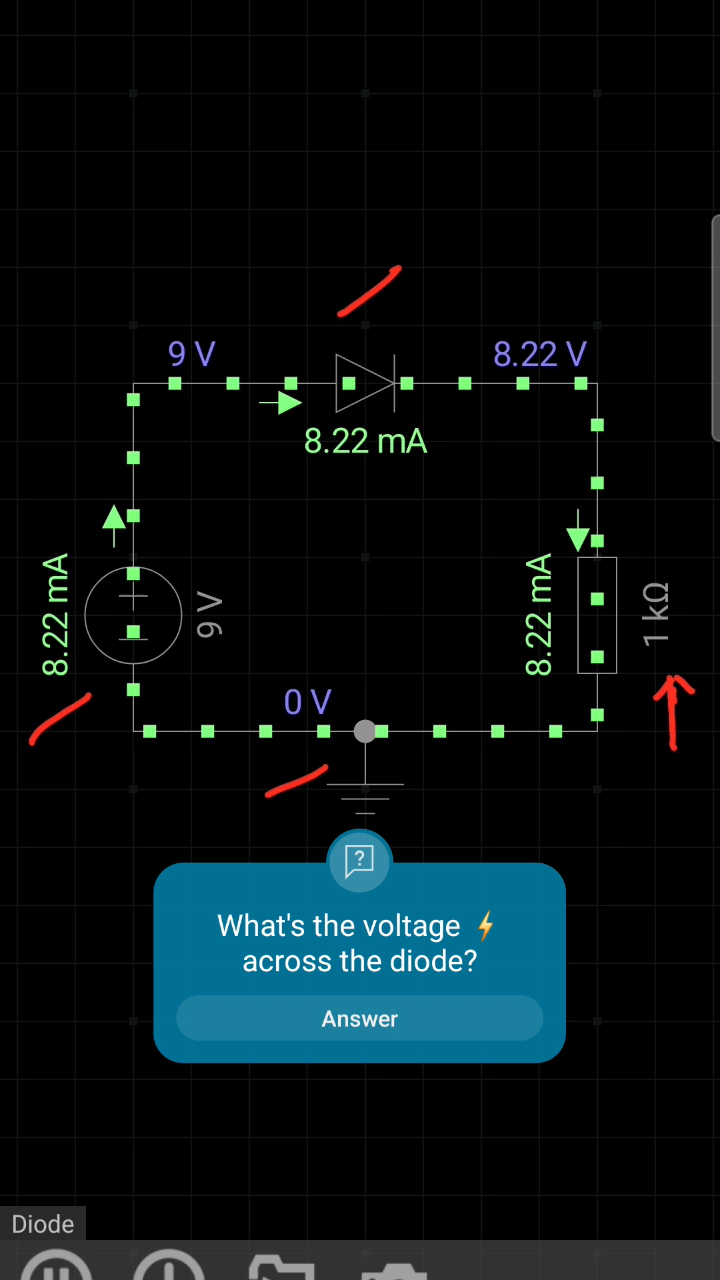 9 V
8.22 V
8.22 mA
8.22 mA
9 V
8.22 mA
1 kΩ
0 V
?
What's the voltage ⚡
across the diode?
Answer
Diode